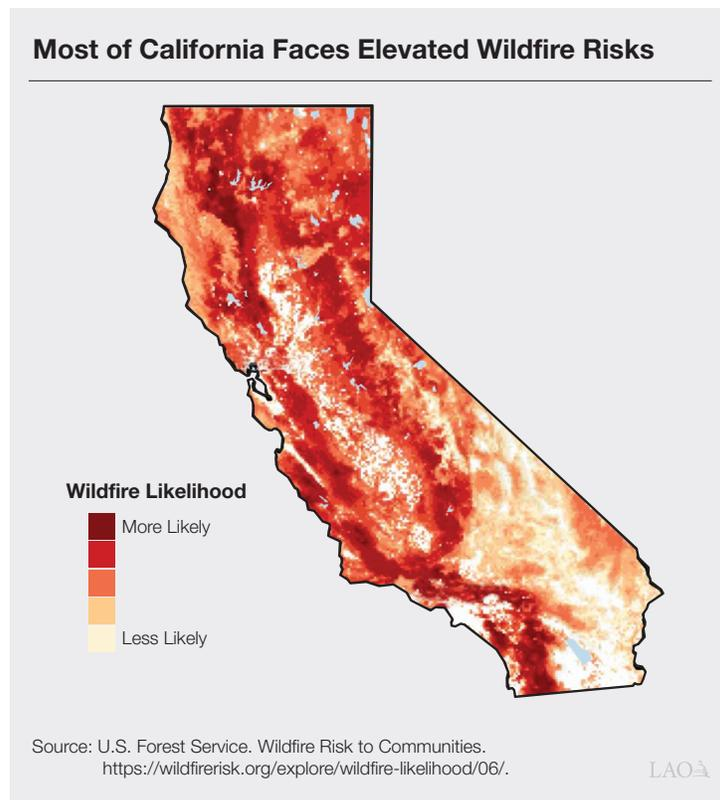 Most of California Faces Elevated Wildfire Risks
Wildfire Likelihood
More Likely
Less Likely
Source: U.S. Forest Service. Wildfire Risk to Communities.
https://wildfirerisk.org/explore/wildfire-likelihood/06/.
LAO